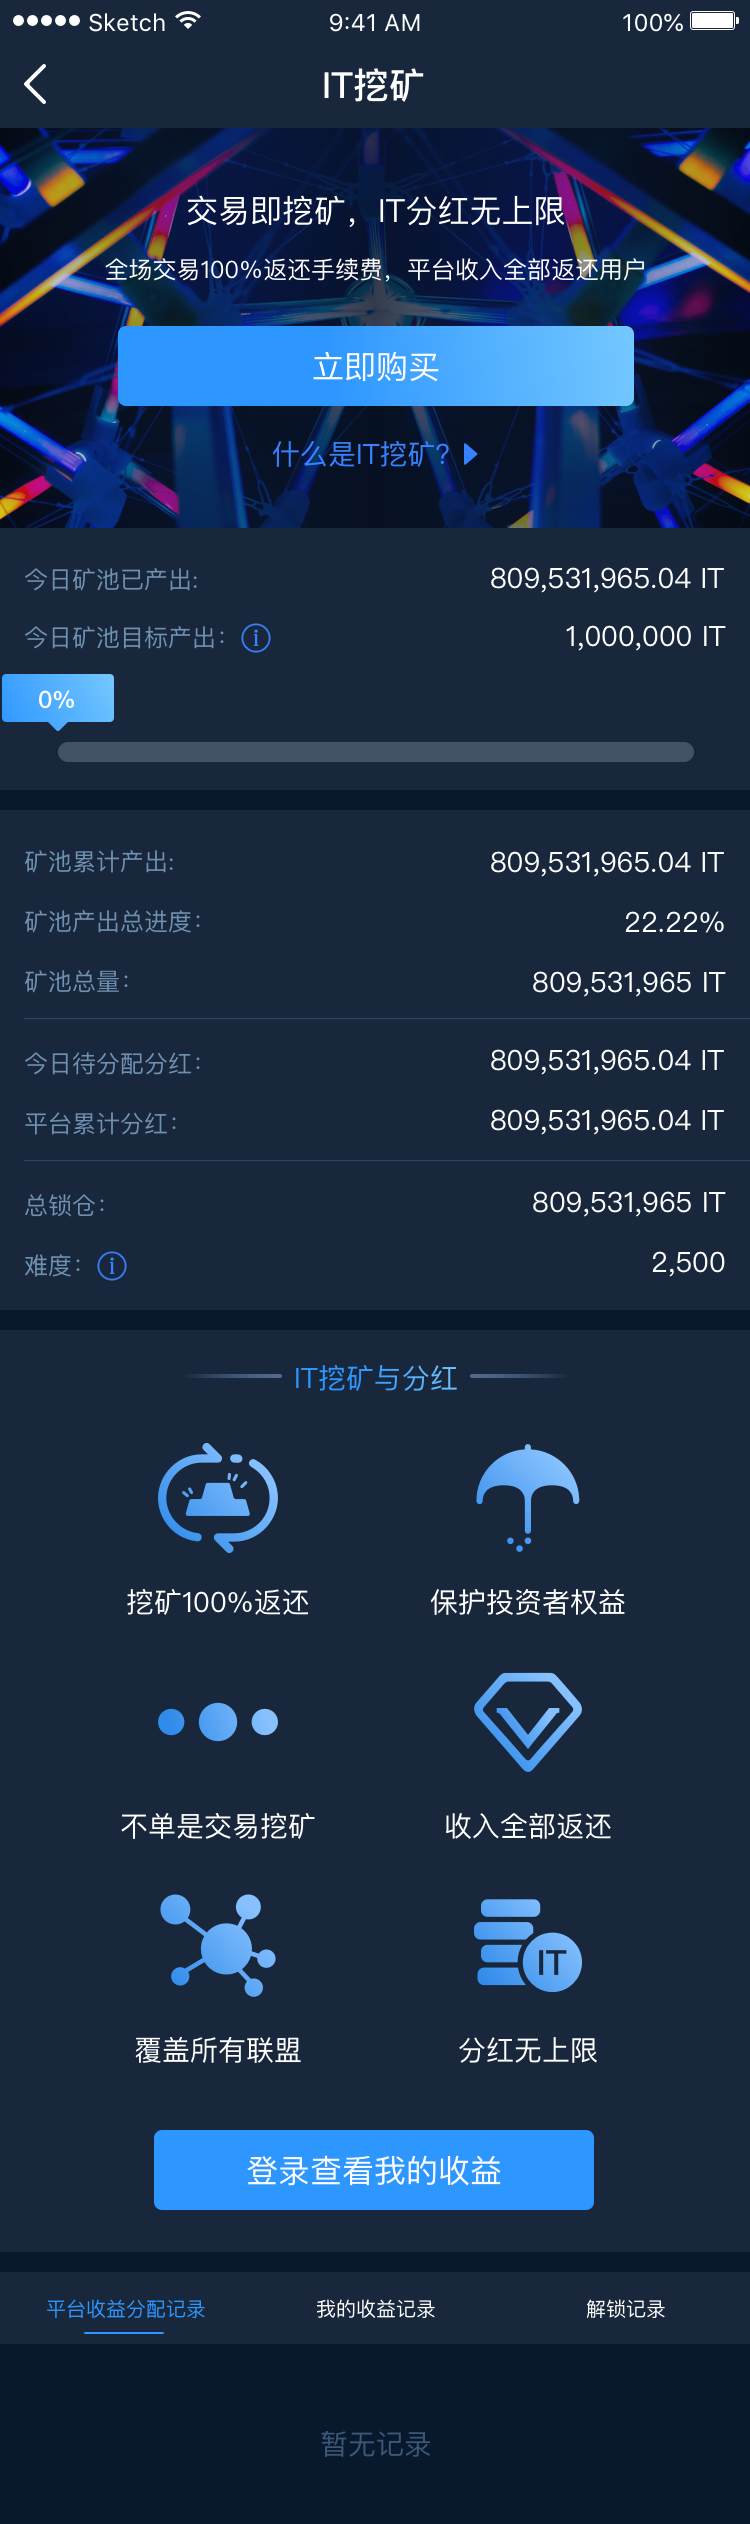 Sketch 9:41 AM 100%
IT挖矿
交易即挖矿，IT分红无上限
全场交易100%返还手续费，平台收入全部返还用户
立即购买
什么是IT挖矿?
今日矿池已产出: 809,531,965.04 IT
今日矿池目标产出： 1,000,000 IT
0%
矿池累计产出: 809,531,965.04 IT
矿池产出总进度： 22.22%
矿池总量： 809,531,965 IT
今日待分配分红： 809,531,965.04 IT
平台累计分红： 809,531,965.04 IT
总锁仓： 809,531,965 IT
难度： 2,500
IT挖矿与分红
挖矿100%返还 保护投资者权益
不单是交易挖矿 收入全部返还
IT
覆盖所有联盟 分红无上限
登录查看我的收益
平台收益分配记录 我的收益记录 解锁记录
暂无记录